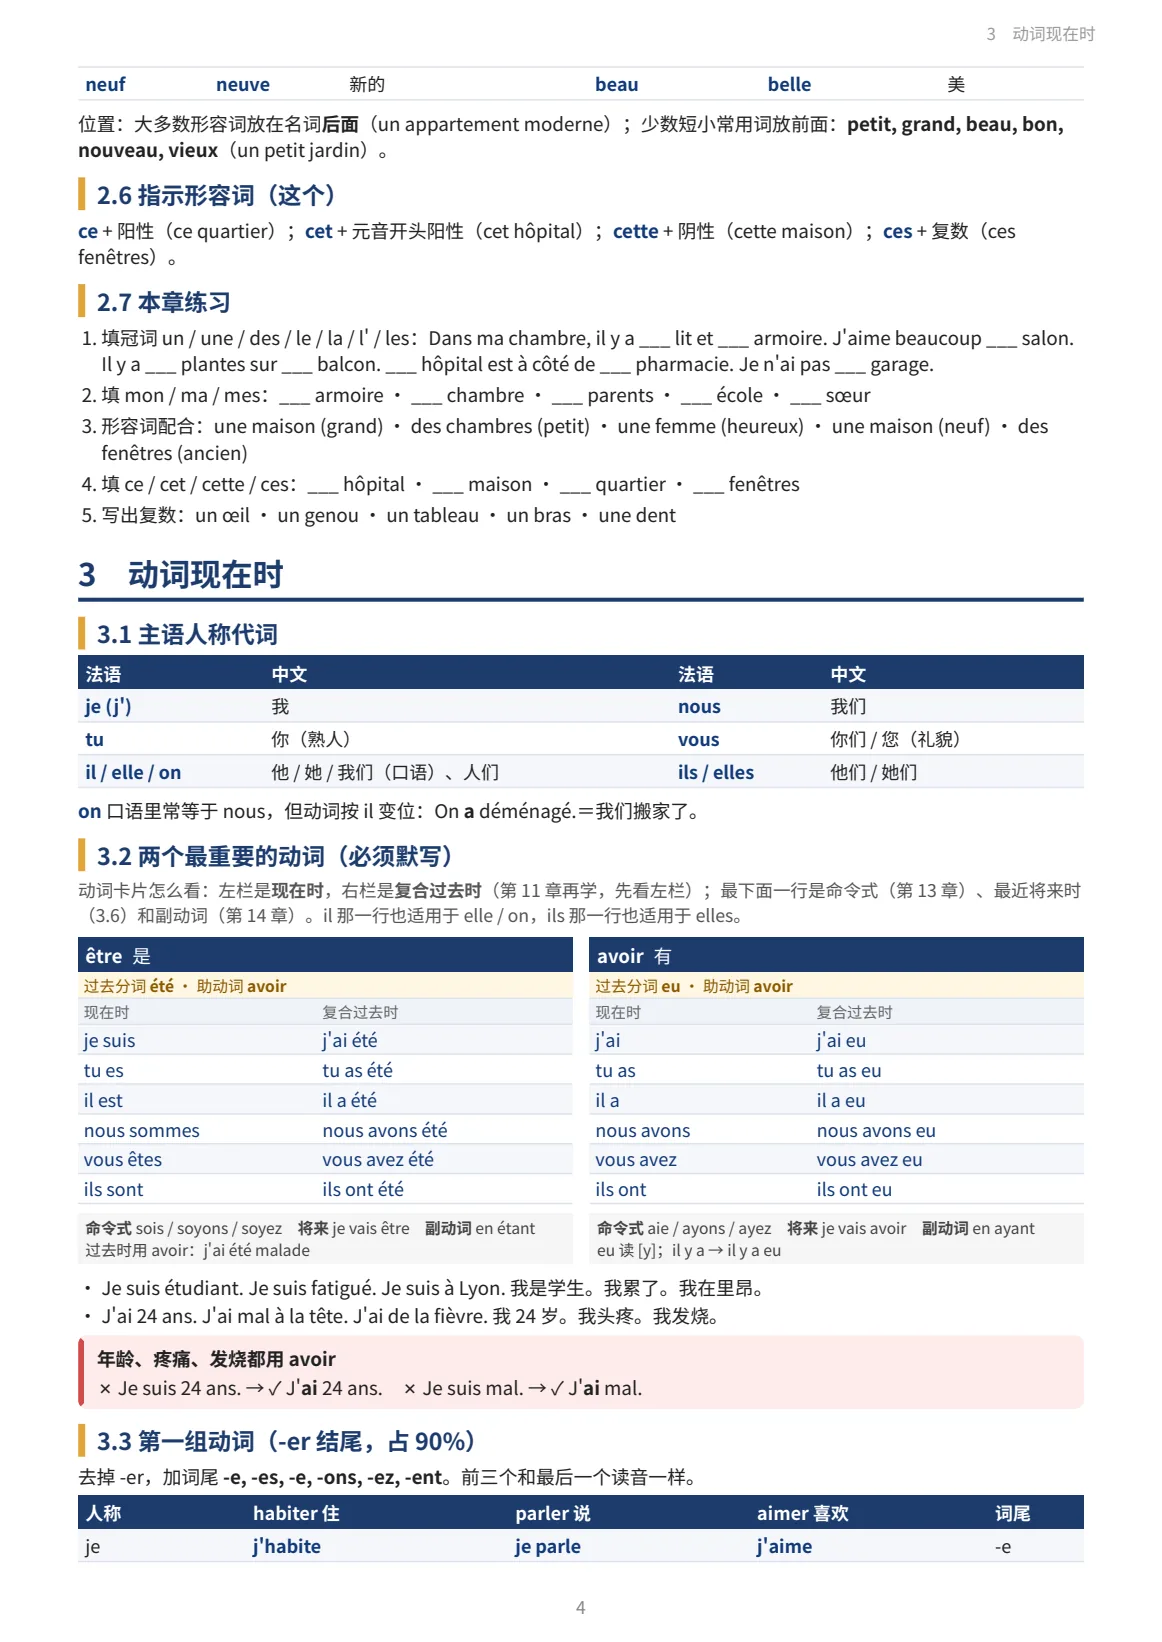 3 动词现在时
neuf neuve 新的 beau belle 美
位置：大多数形容词放在名词后面（un appartement moderne）；少数短小常用词放前面：petit, grand, beau, bon,
nouveau, vieux（un petit jardin）。
2.6 指示形容词（这个）
ce + 阳性（ce quartier）；cet + 元音开头阳性（cet hôpital）；cette + 阴性（cette maison）；ces + 复数（ces
fenêtres）。
2.7 本章练习
1. 填冠词 un / une / des / le / la / l' / les：Dans ma chambre, il y a ___ lit et ___ armoire. J'aime beaucoup ___ salon.
Il y a ___ plantes sur ___ balcon. ___ hôpital est à côté de ___ pharmacie. Je n'ai pas ___ garage.
2. 填 mon / ma / mes：___ armoire · ___ chambre · ___ parents · ___ école · ___ sœur
3. 形容词配合：une maison (grand) · des chambres (petit) · une femme (heureux) · une maison (neuf) · des
fenêtres (ancien)
4. 填 ce / cet / cette / ces：___ hôpital · ___ maison · ___ quartier · ___ fenêtres
5. 写出复数：un œil · un genou · un tableau · un bras · une dent
3 动词现在时
3.1 主语人称代词
法语 中文 法语 中文
je (j') 我 nous 我们
tu 你（熟人） vous 你们 / 您（礼貌）
il / elle / on 他 / 她 / 我们（口语）、人们 ils / elles 他们 / 她们
on 口语里常等于 nous，但动词按 il 变位：On a déménagé.＝我们搬家了。
3.2 两个最重要的动词（必须默写）
动词卡片怎么看：左栏是现在时，右栏是复合过去时（第 11 章再学，先看左栏）；最下面一行是命令式（第 13 章）、最近将来时
（3.6）和副动词（第 14 章）。il 那一行也适用于 elle / on，ils 那一行也适用于 elles。
être 是 avoir 有
过去分词 été · 助动词 avoir 过去分词 eu · 助动词 avoir
现在时 复合过去时 现在时 复合过去时
je suis j'ai été j'ai j'ai eu
tu es tu as été tu as tu as eu
il est il a été il a il a eu
nous sommes nous avons été nous avons nous avons eu
vous êtes vous avez été vous avez vous avez eu
ils sont ils ont été ils ont ils ont eu
命令式 sois / soyons / soyez 将来 je vais être 副动词 en étant 命令式 aie / ayons / ayez 将来 je vais avoir 副动词 en ayant
过去时用 avoir：j'ai été malade eu 读 [y]；il y a → il y a eu
· Je suis étudiant. Je suis fatigué. Je suis à Lyon. 我是学生。我累了。我在里昂。
· J'ai 24 ans. J'ai mal à la tête. J'ai de la fièvre. 我 24 岁。我头疼。我发烧。
年龄、疼痛、发烧都用 avoir
× Je suis 24 ans. → ✓ J'ai 24 ans. × Je suis mal. → ✓ J'ai mal.
3.3 第一组动词（-er 结尾，占 90%）
去掉 -er，加词尾 -e, -es, -e, -ons, -ez, -ent。前三个和最后一个读音一样。
人称 habiter 住 parler 说 aimer 喜欢 词尾
je j'habite je parle j'aime -e
4